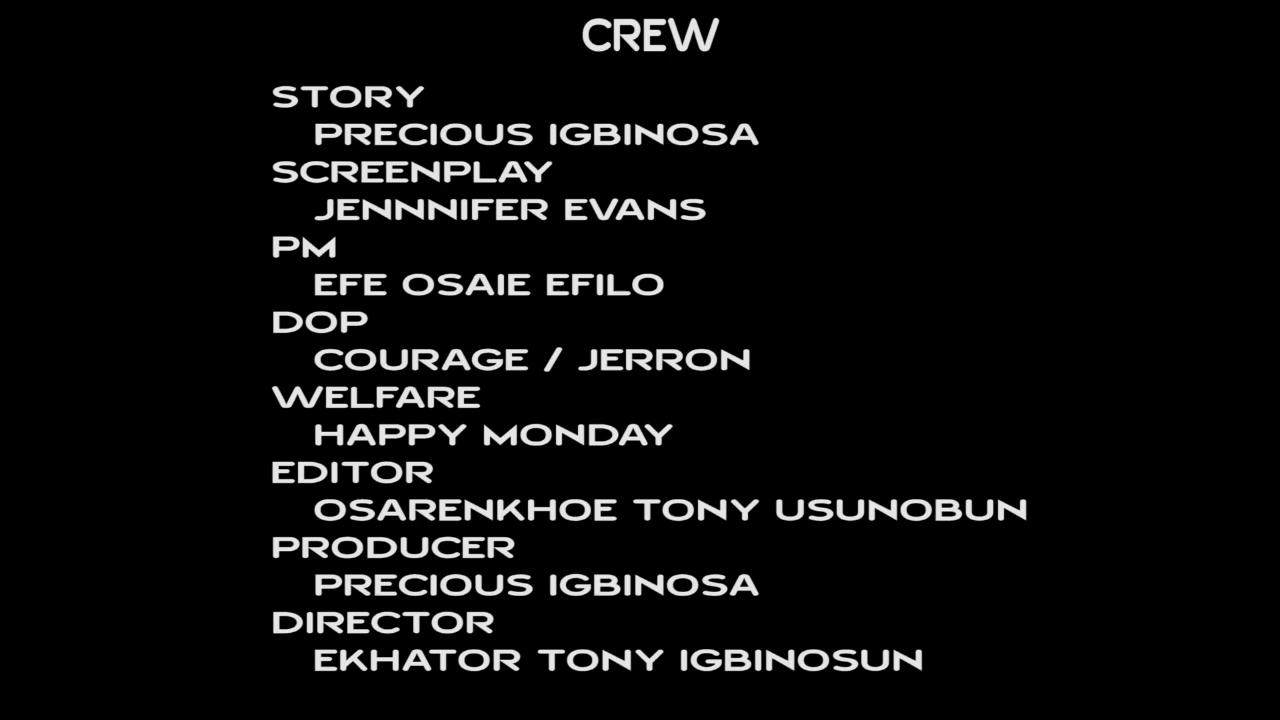 CREW
STORY
PRECIOUS IGBINOSA
SCREENPLAY
JENNNIFER EVANS
PM
EFE OSAIE EFILO
DOP
COURAGE / JERRON
WELFARE
HAPPY MONDAY
EDITOR
OSARENKHOE TONY USUNOBUN
PRODUCER
PRECIOUS IGBINOSA
DIRECTOR
EKHATOR TONY IGBINOSUN